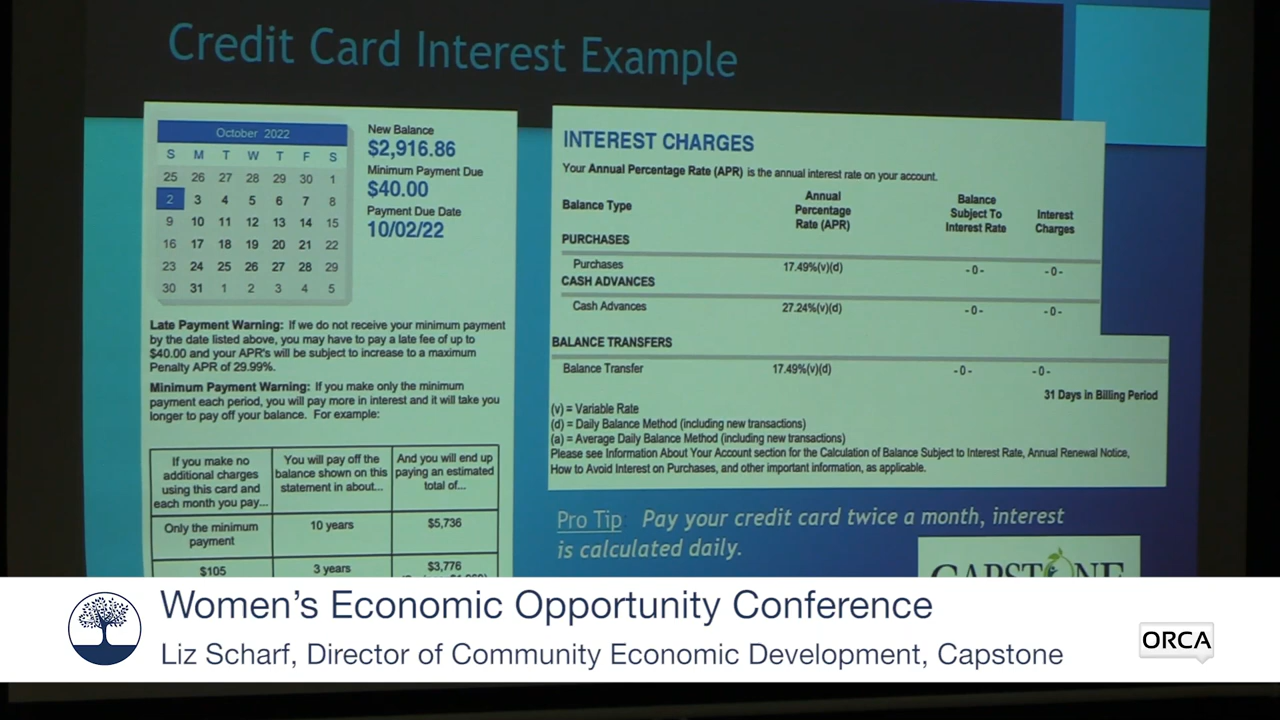 Credit Card Interest Example
October 2022
S M T W T F S
25 26 27 28 29 30 1
2 3 4 5 6 7 8
9 10 11 12 13 14 15
16 17 18 19 20 21 22
23 24 25 26 27 28 29
30 31 1 2 3 4 5
New Balance
$2,916.86
Minimum Payment Due
$40.00
Payment Due Date
10/02/22
Late Payment Warning: If we do not receive your minimum payment
by the date listed above, you may have to pay a late fee of up to
$40.00 and your APR's will be subject to increase to a maximum
Penalty APR of 29.99%.
Minimum Payment Warning: If you make only the minimum
payment each period, you will pay more in interest and it will take you
longer to pay off your balance. For example:
If you make no
additional charges
using this card and
each month you pay...
You will pay off the
balance shown on this
statement in about...
And you will end up
paying an estimated
total of...
Only the minimum
payment
10 years
$5,736
$105
3 years
$3,776
INTEREST CHARGES
Your Annual Percentage Rate (APR) is the annual interest rate on your account.
Balance Type
Annual
Percentage
Rate (APR)
Balance
Subject To
Interest Rate
Interest
Charges
PURCHASES
Purchases 17.49%(v)(d) -0- -0-
CASH ADVANCES
Cash Advances 27.24%(v)(d) -0- -0-
BALANCE TRANSFERS
Balance Transfer 17.49%(v)(d) -0- -0-
31 Days in Billing Period
(v) = Variable Rate
(d) = Daily Balance Method (including new transactions)
(a) = Average Daily Balance Method (including new transactions)
Please see Information About Your Account section for the Calculation of Balance Subject to Interest Rate, Annual Renewal Notice,
How to Avoid Interest on Purchases, and other important information, as applicable.
Pro Tip Pay your credit card twice a month, interest
is calculated daily.
CAPSTONE
Women's Economic Opportunity Conference
Liz Scharf, Director of Community Economic Development, Capstone
ORCA